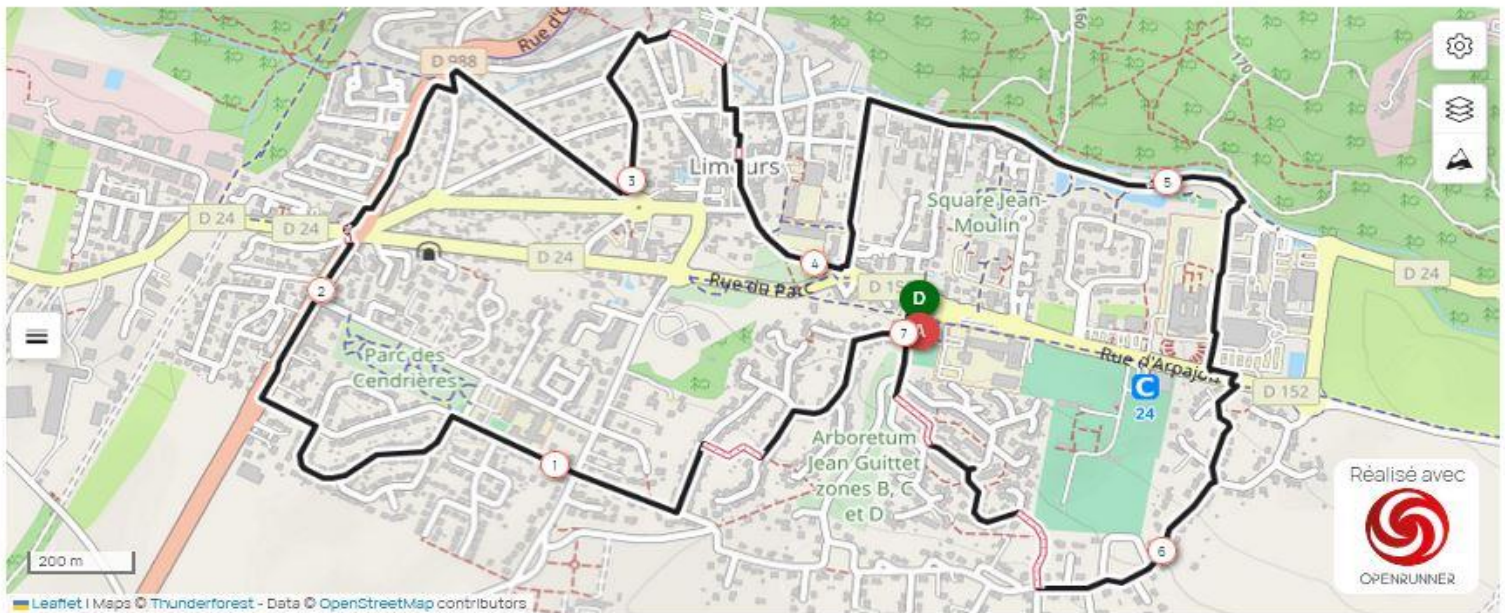 Rue d'O
D 988
160
170
3
Limours
5
Square Jean-
Moulin
D 24
D 24
D 24
D 24
4
2
Rue du Parc
D 15
D
7
A
Parc des
Cendrières
Rue d'Arpajon
C
24
D 152
1
Arboretum
Jean Guittet
zones B, C
et D
6
Réalisé avec
OPENRUNNER
200 m
Leaflet | Maps © Thunderforest - Data © OpenStreetMap contributors